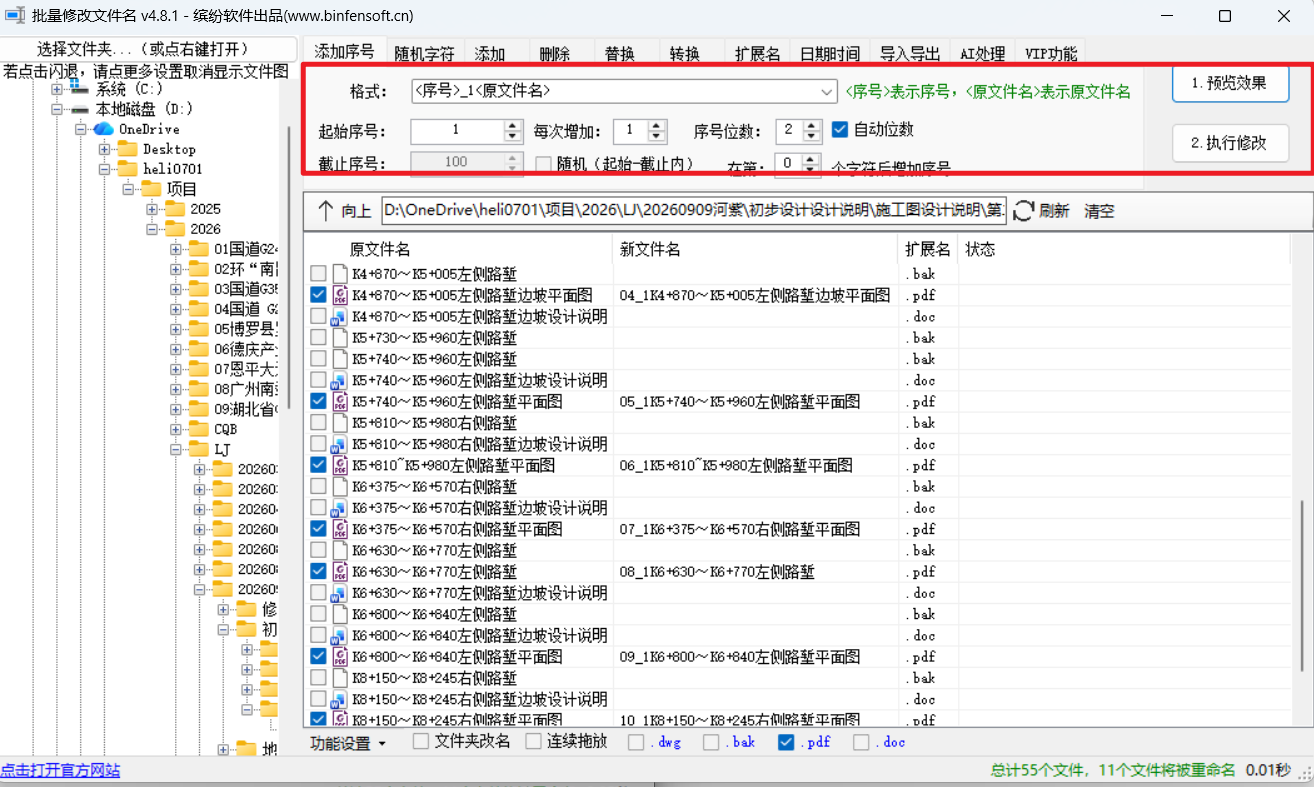 批量修改文件名 v4.8.1 - 缤纷软件出品(www.binfensoft.cn)
选择文件夹...（或点右键打开）
若点击闪退，请点更多设置取消显示文件图
系统 (C:)
本地磁盘 (D:)
OneDrive
Desktop
heli0701
项目
2025
2026
01国道G24
02环“南
03国道G35
04国道 G2
05博罗县
06德庆产
07恩平大
08广州南
09湖北省
CQB
LJ
20260
20260
20260
20260
20260
20260
20260
修
初
地
点击打开官方网站
添加序号
随机字符
添加
删除
替换
转换
扩展名
日期时间
导入导出
AI处理
VIP功能
格式：
<序号>_1<原文件名>
<序号>表示序号，<原文件名>表示原文件名
起始序号：
1
每次增加：
1
序号位数：
2
自动位数
截止序号：
100
随机（起始-截止内）
在第：
0
个字符后增加序号
1.预览效果
2.执行修改
向上
D:\OneDrive\heli0701\项目\2026\LJ\20260909河紫\初步设计设计说明\施工图设计说明\第
刷新
清空
原文件名 新文件名 扩展名 状态
K4+870～K5+005左侧路堑 .bak
K4+870～K5+005左侧路堑边坡平面图 04_1K4+870～K5+005左侧路堑边坡平面图 .pdf
K4+870～K5+005左侧路堑边坡设计说明 .doc
K5+730～K5+960左侧路堑 .bak
K5+740～K5+960左侧路堑 .bak
K5+740～K5+960左侧路堑边坡设计说明 .doc
K5+740～K5+960左侧路堑平面图 05_1K5+740～K5+960左侧路堑平面图 .pdf
K5+810～K5+980右侧路堑 .bak
K5+810～K5+980右侧路堑边坡设计说明 .doc
K5+810~K5+980左侧路堑平面图 06_1K5+810~K5+980左侧路堑平面图 .pdf
K6+375～K6+570右侧路堑 .bak
K6+375～K6+570右侧路堑边坡设计说明 .doc
K6+375～K6+570右侧路堑平面图 07_1K6+375～K6+570右侧路堑平面图 .pdf
K6+630～K6+770左侧路堑 .bak
K6+630～K6+770左侧路堑 08_1K6+630～K6+770左侧路堑 .pdf
K6+630～K6+770左侧路堑边坡设计说明 .doc
K6+800～K6+840左侧路堑 .bak
K6+800～K6+840左侧路堑边坡设计说明 .doc
K6+800～K6+840左侧路堑平面图 09_1K6+800～K6+840左侧路堑平面图 .pdf
K8+150～K8+245右侧路堑 .bak
K8+150～K8+245右侧路堑边坡设计说明 .doc
K8+150～K8+245右侧路堑平面图 10_1K8+150～K8+245右侧路堑平面图 .pdf
功能设置
文件夹改名
连续拖放
.dwg
.bak
.pdf
.doc
总计55个文件，11个文件将被重命名 0.01秒